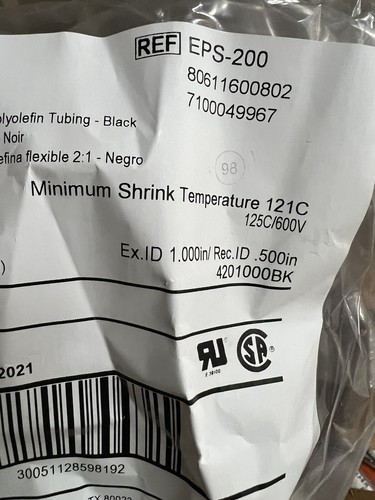 REF EPS-200
80611600802
7100049967
olyolefin Tubing - Black
Noir
efina flexible 2:1 - Negro
98
Minimum Shrink Temperature 121C
125C/600V
Ex.ID 1.000in/ Rec.ID .500in
4201000BK
)
2021
30051128598192